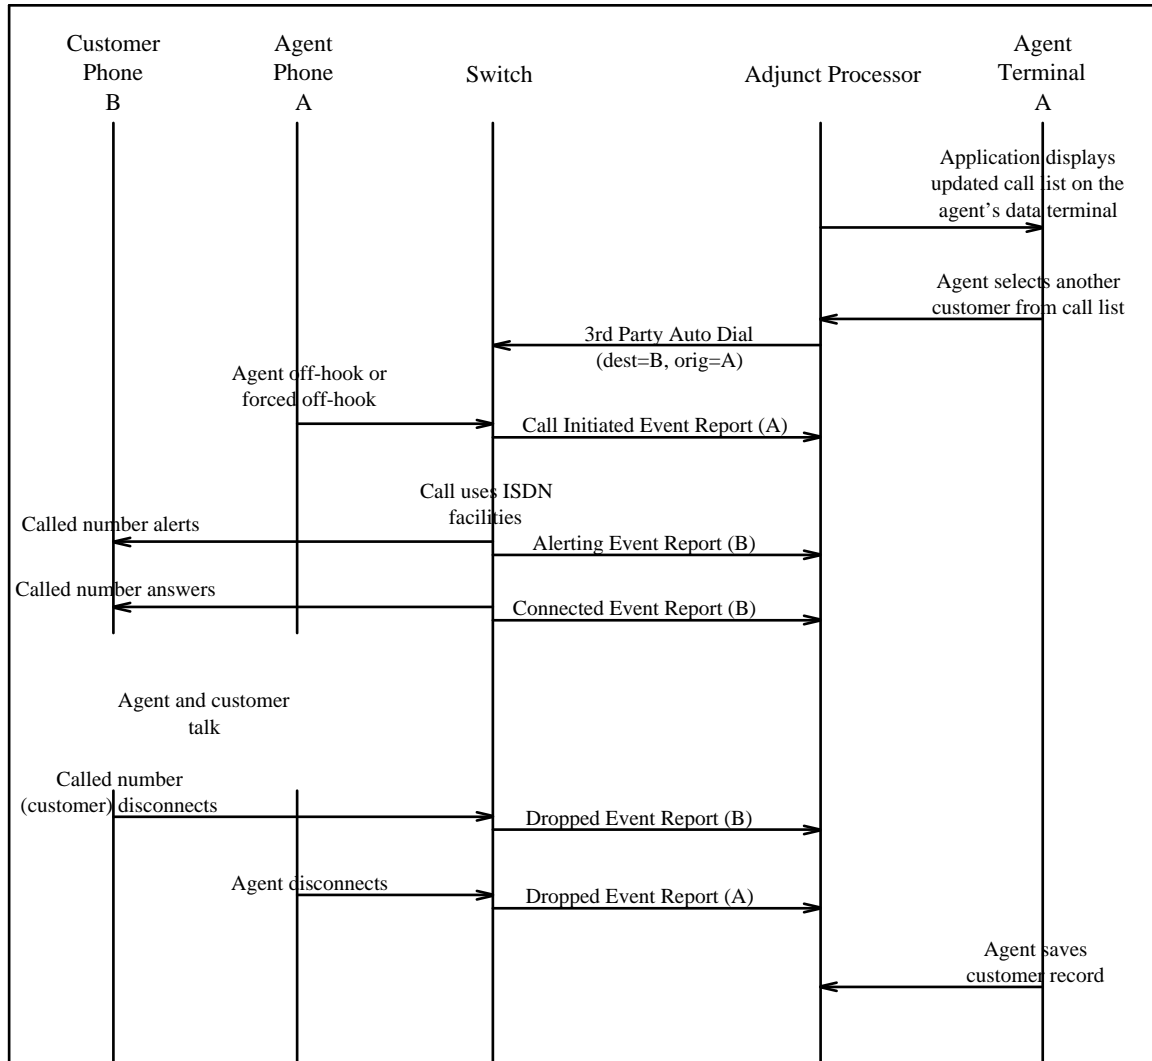 Customer
Phone
B
Agent
Phone
A
Switch
Adjunct Processor
Agent
Terminal
A
Application displays
updated call list on the
agent’s data terminal
Agent selects another
customer from call list
3rd Party Auto Dial
(dest=B, orig=A)
Agent off-hook or
forced off-hook
Call Initiated Event Report (A)
Call uses ISDN
facilities
Called number alerts
Alerting Event Report (B)
Called number answers
Connected Event Report (B)
Agent and customer
talk
Called number
(customer) disconnects
Dropped Event Report (B)
Agent disconnects
Dropped Event Report (A)
Agent saves
customer record